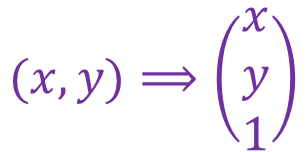 (x, y) ⟹ (x
y
1)